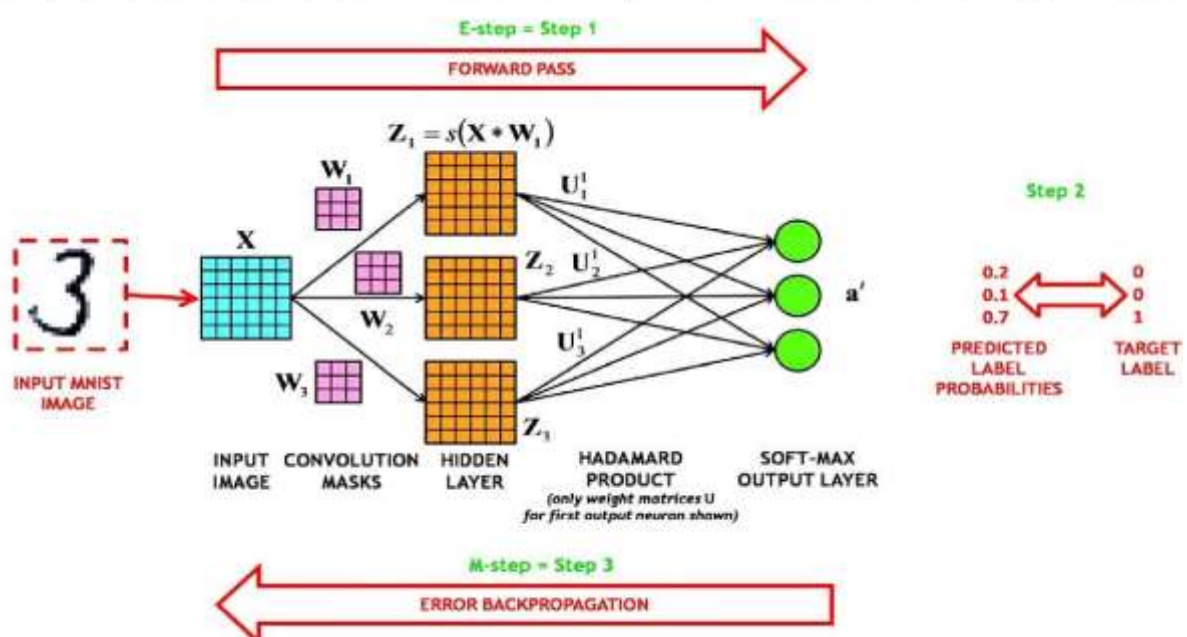 E-step = Step 1
FORWARD PASS
Z₁ = s(X * W₁)
W₁
U₁¹
Step 2
X
Z₂
U₂¹
3
W₂
aᵗ
0.2
0.1
0.7
0
0
1
U₃¹
W₃
Z₃
INPUT MNIST
IMAGE
PREDICTED
LABEL
PROBABILITIES
TARGET
LABEL
INPUT
IMAGE
CONVOLUTION
MASKS
HIDDEN
LAYER
HADAMARD
PRODUCT
(only weight matrices U
for first output neuron shown)
SOFT-MAX
OUTPUT LAYER
M-step = Step 3
ERROR BACKPROPAGATION